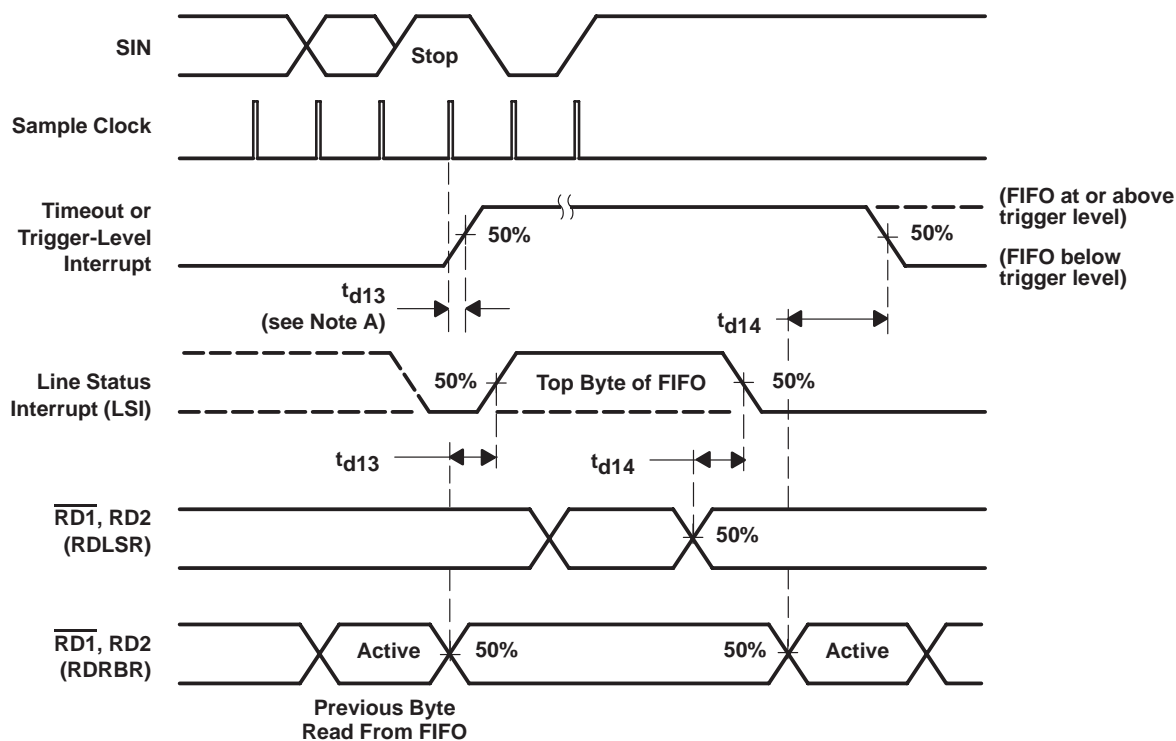 SIN
Stop
Sample Clock
Timeout or
Trigger-Level
Interrupt
50%
50%
(FIFO at or above
trigger level)
(FIFO below
trigger level)
td13
(see Note A)
td14
Line Status
Interrupt (LSI)
50%
Top Byte of FIFO
50%
td13
td14
RD1, RD2
(RDLSR)
50%
RD1, RD2
(RDRBR)
Active
50%
50%
Active
Previous Byte
Read From FIFO